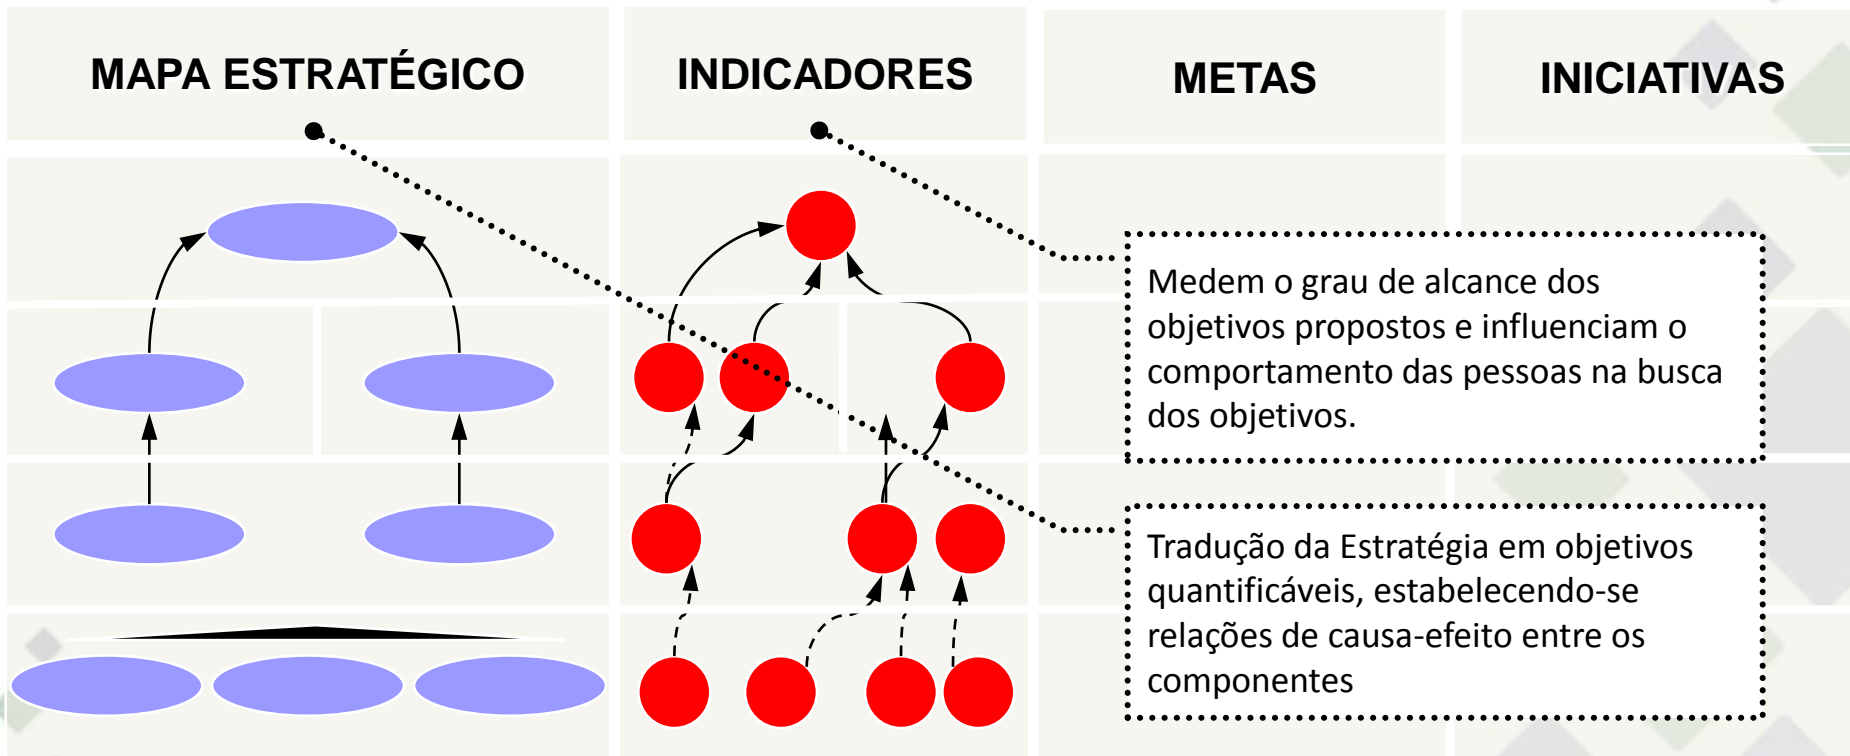 MAPA ESTRATÉGICO
INDICADORES
METAS
INICIATIVAS
Medem o grau de alcance dos
objetivos propostos e influenciam o
comportamento das pessoas na busca
dos objetivos.
Tradução da Estratégia em objetivos
quantificáveis, estabelecendo-se
relações de causa-efeito entre os
componentes